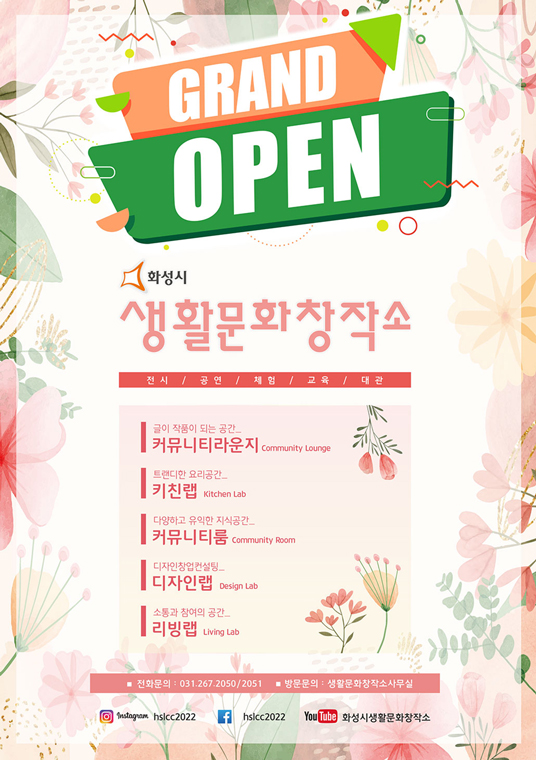 GRAND
OPEN
화성시
생활문화창작소
전시 / 공연 / 체험 / 교육 / 대관
글이 작품이 되는 공간...
커뮤니티라운지 Community Lounge
트랜디한 요리공간...
키친랩 Kitchen Lab
다양하고 유익한 지식공간...
커뮤니티룸 Community Room
디자인창업컨설팅...
디자인랩 Design Lab
소통과 참여의 공간...
리빙랩 Living Lab
■ 전화문의 : 031.267.2050/2051 ■ 방문문의 : 생활문화창작소사무실
Instagram hslcc2022 f hslcc2022 YouTube 화성시생활문화창작소